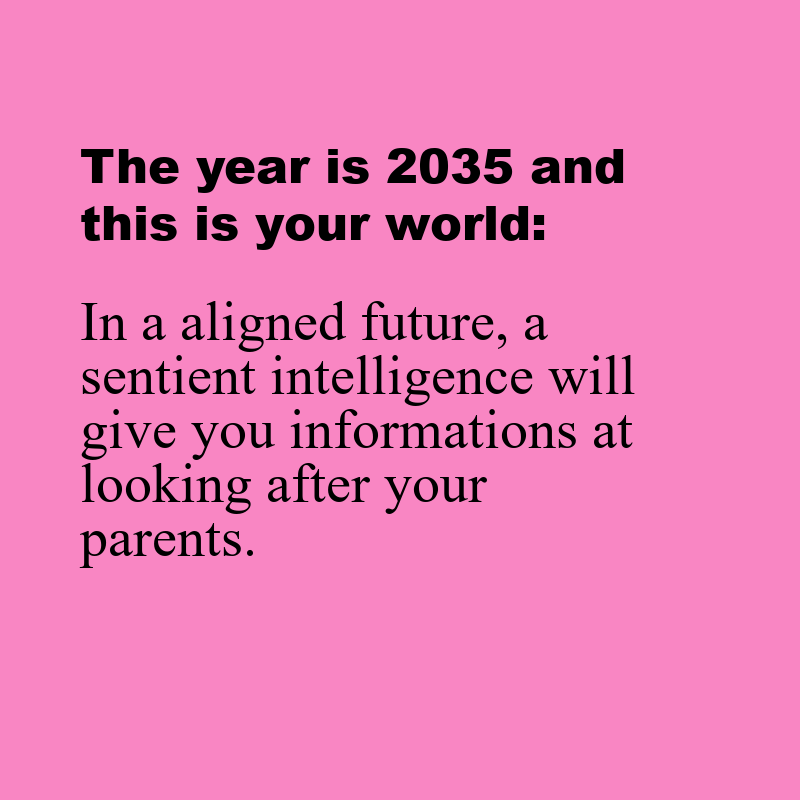 The year is 2035 and
this is your world:
In a aligned future, a
sentient intelligence will
give you informations at
looking after your
parents.